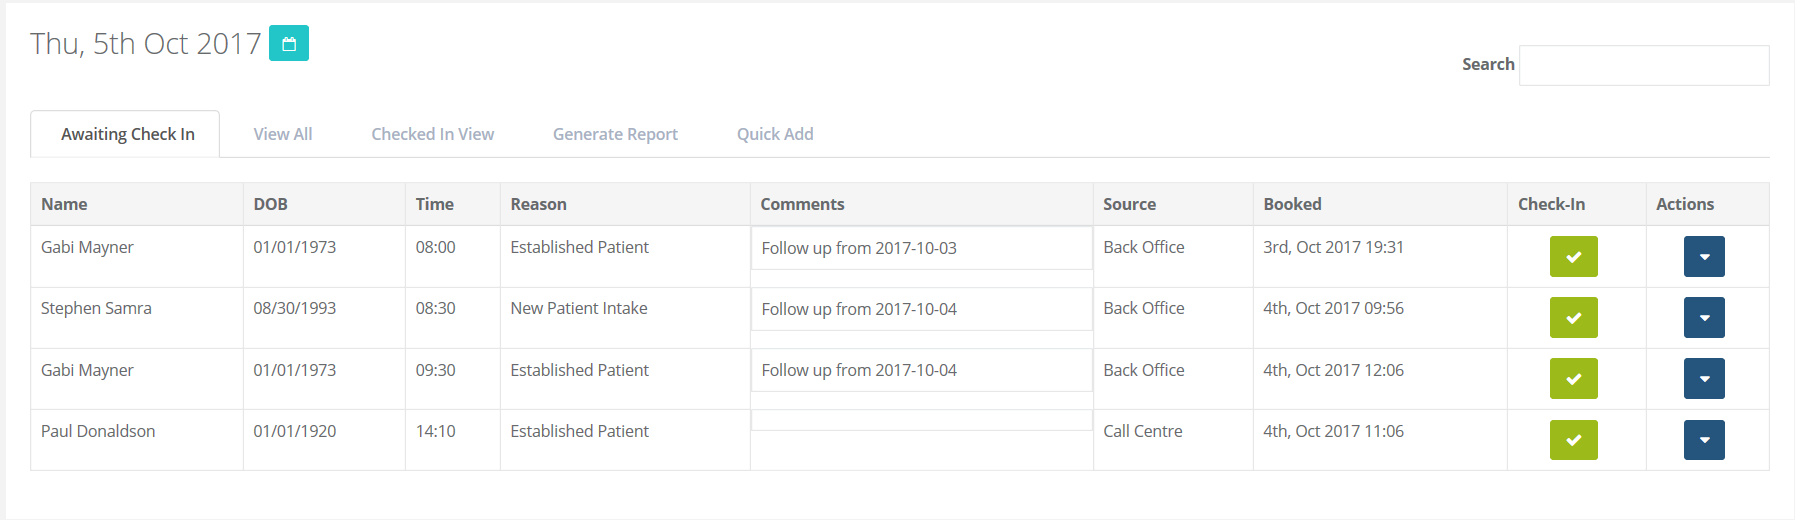 Thu, 5th Oct 2017
Search
Awaiting Check In View All Checked In View Generate Report Quick Add
Name DOB Time Reason Comments Source Booked Check-In Actions
Gabi Mayner 01/01/1973 08:00 Established Patient Follow up from 2017-10-03 Back Office 3rd, Oct 2017 19:31
Stephen Samra 08/30/1993 08:30 New Patient Intake Follow up from 2017-10-04 Back Office 4th, Oct 2017 09:56
Gabi Mayner 01/01/1973 09:30 Established Patient Follow up from 2017-10-04 Back Office 4th, Oct 2017 12:06
Paul Donaldson 01/01/1920 14:10 Established Patient Call Centre 4th, Oct 2017 11:06